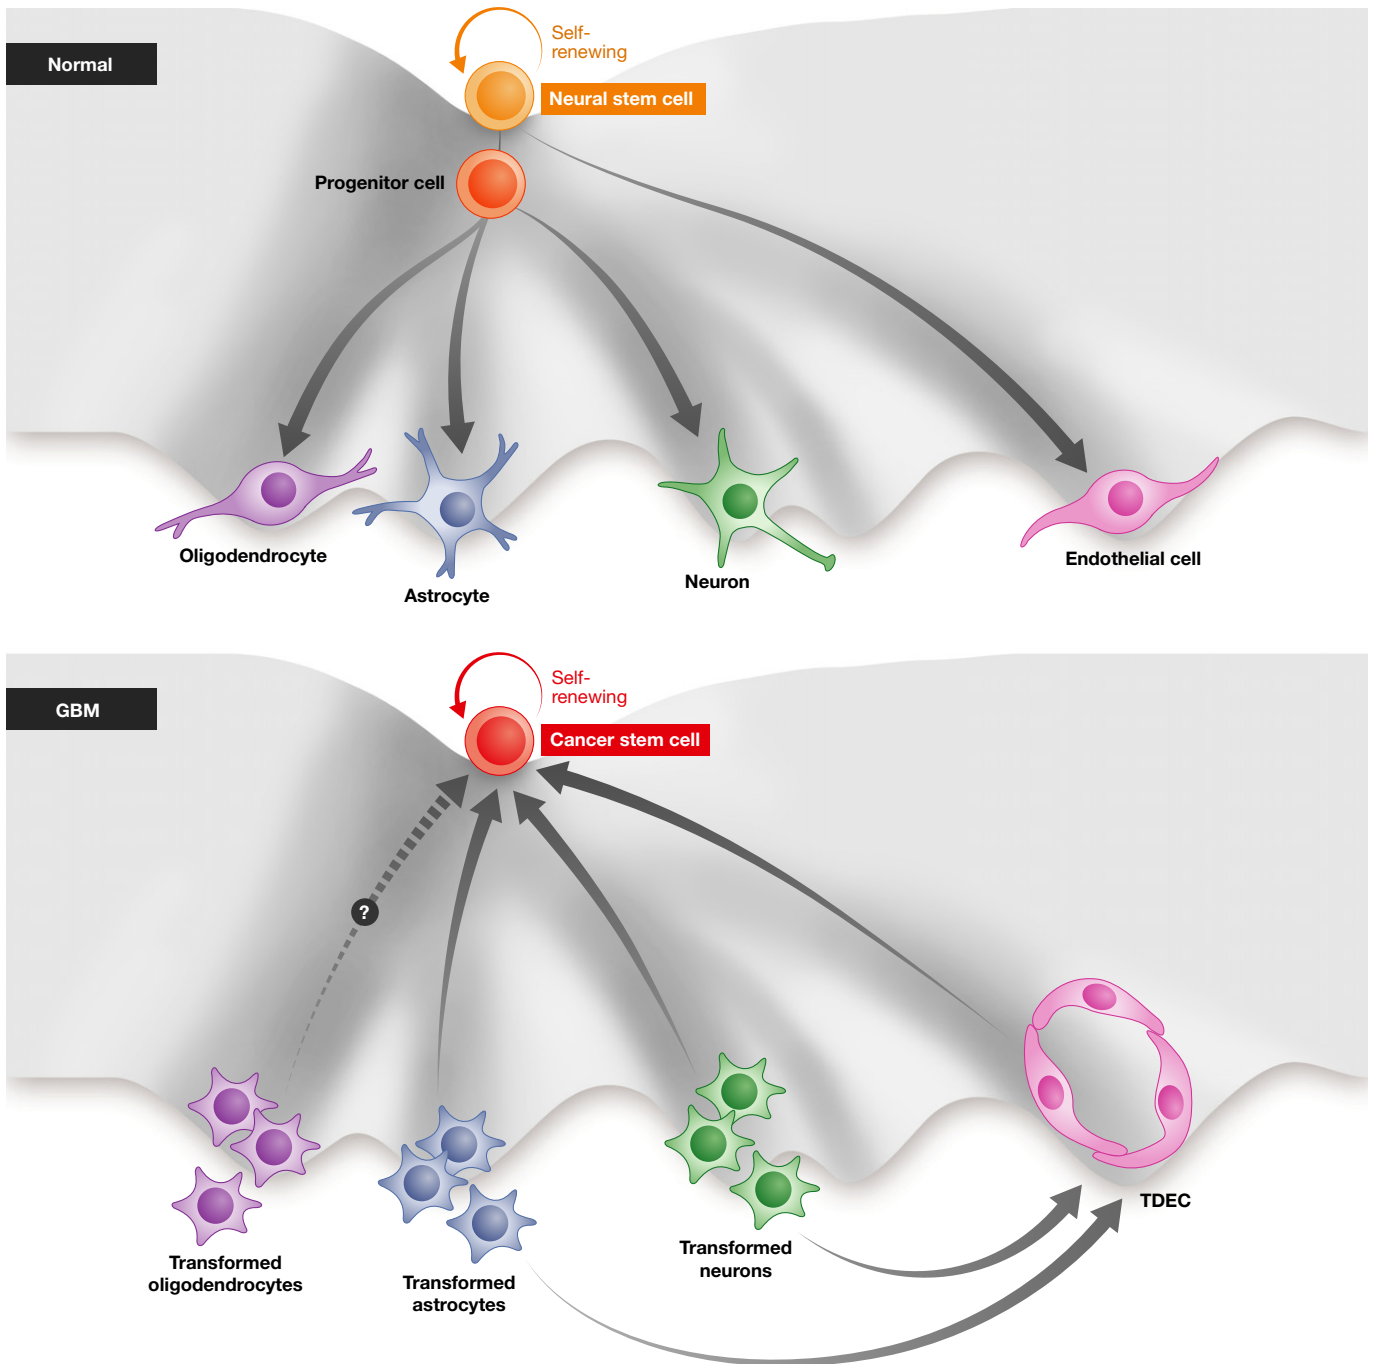 Normal
Self-
renewing
Neural stem cell
Progenitor cell
Oligodendrocyte
Astrocyte
Neuron
Endothelial cell
GBM
Self-
renewing
Cancer stem cell
?
TDEC
Transformed
oligodendrocytes
Transformed
astrocytes
Transformed
neurons